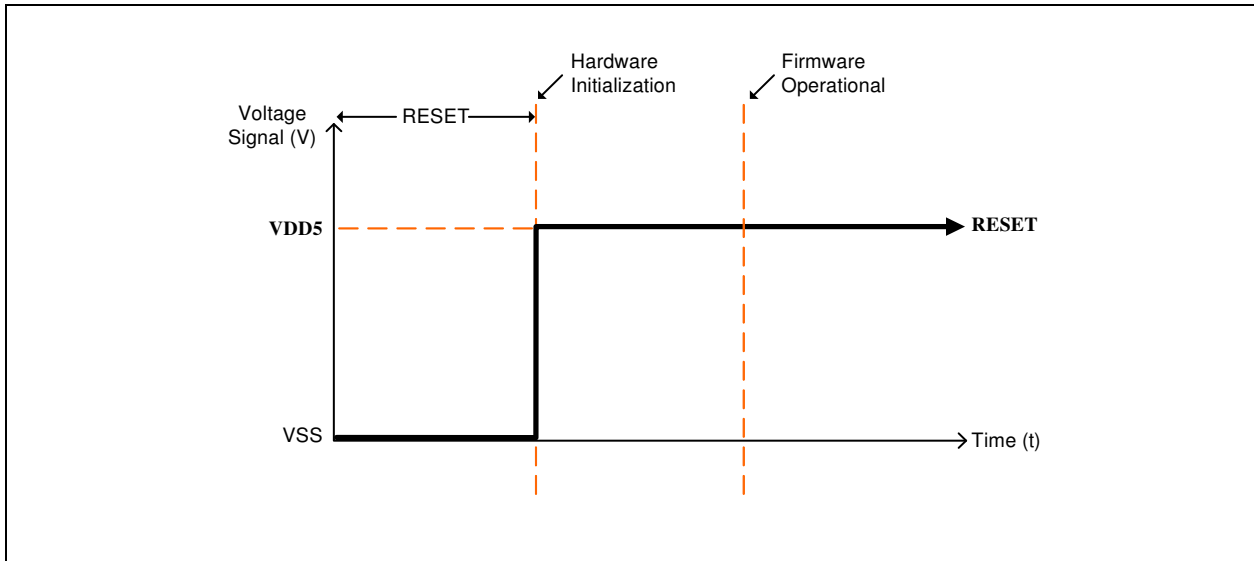 Hardware
Initialization
Firmware
Operational
Voltage
Signal (V)
RESET
VDD5
RESET
VSS
Time (t)